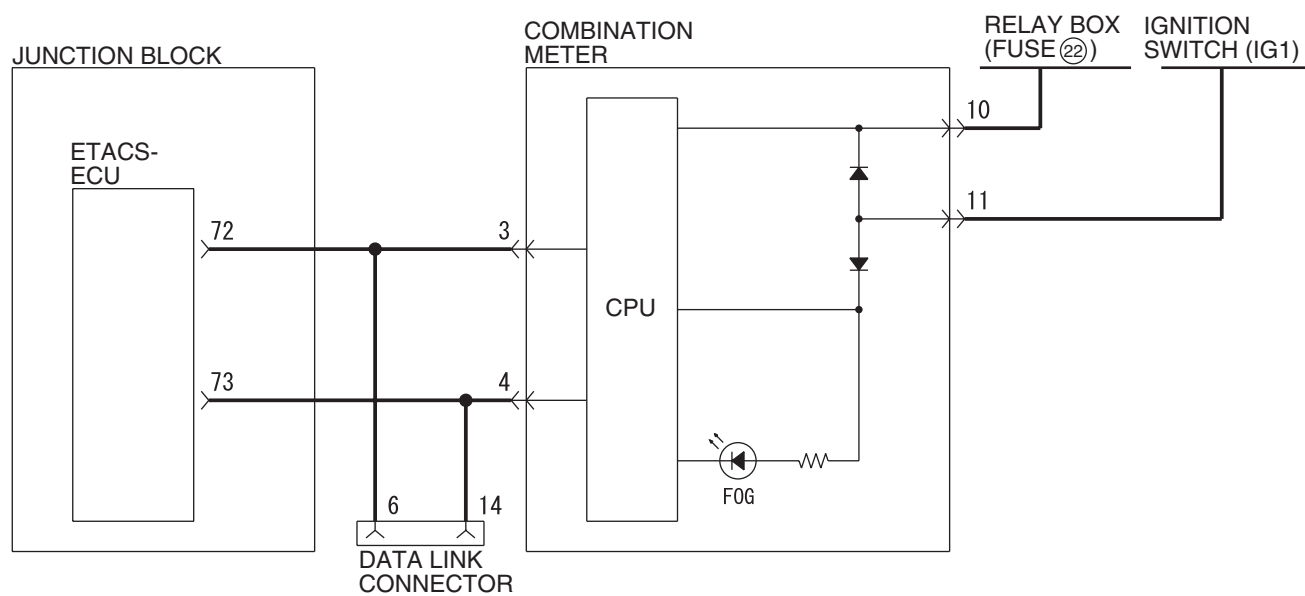 JUNCTION BLOCK
ETACS-
ECU
72
73
COMBINATION
METER
3
4
CPU
FOG
10
11
RELAY BOX
(FUSE ㉒)
IGNITION
SWITCH (IG1)
6
14
DATA LINK
CONNECTOR